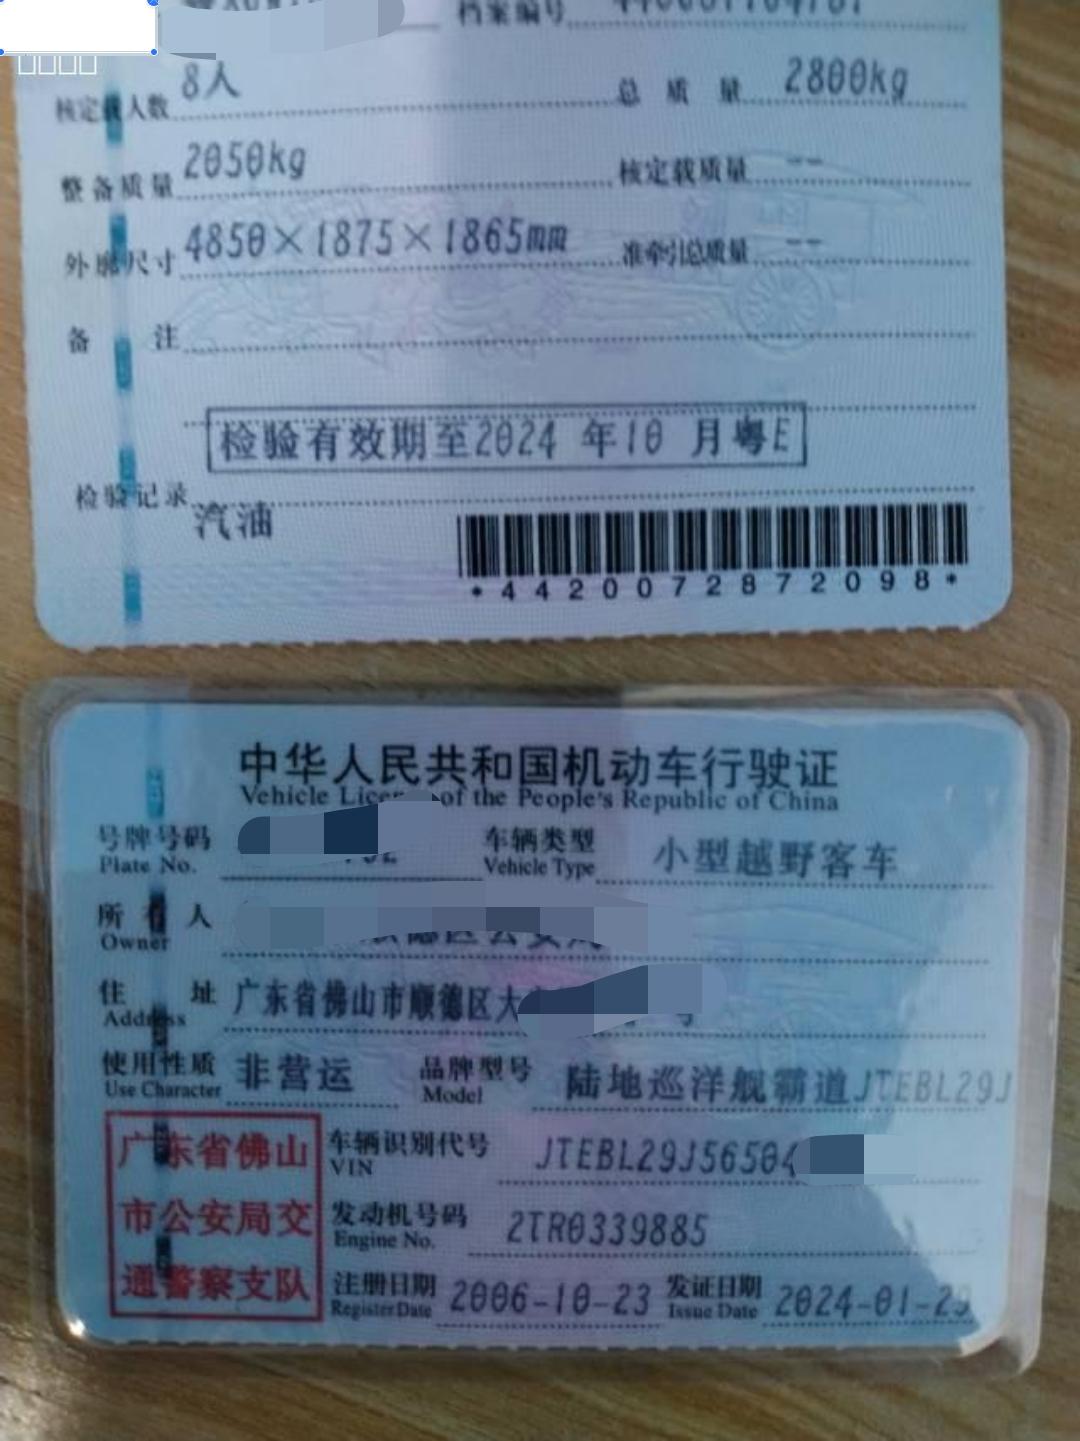 档案编号
核定载人数 8人 总质量 2800kg
整备质量 2050kg 核定载质量 --
外廓尺寸 4850×1875×1865mm 准牵引总质量 --
备注
检验有效期至2024 年10 月粤E
检验记录
汽油
*4420072872098*
中华人民共和国机动车行驶证
Vehicle License of the People's Republic of China
号牌号码 车辆类型 小型越野客车
Plate No. Vehicle Type
所有人
Owner
住址 广东省佛山市顺德区大
Address
使用性质 非营运 品牌型号 陆地巡洋舰霸道JTEBL29J
Use Character Model
广东省佛山 车辆识别代号 JTEBL29J56504
VIN
市公安局交 发动机号码 2TR0339885
Engine No.
通警察支队 注册日期 2006-10-23 发证日期 2024-01-29
Register Date Issue Date